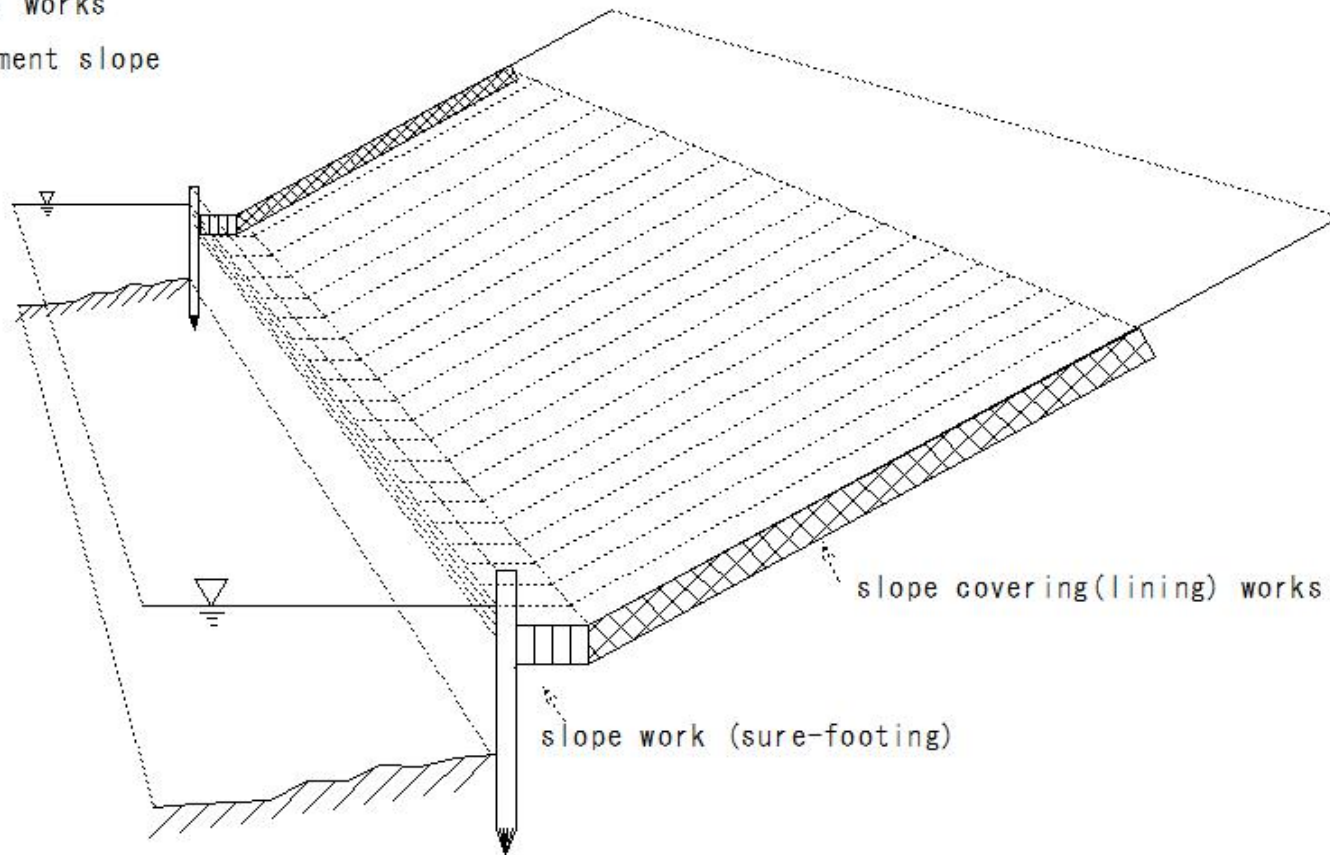 works
ment slope
slope covering(lining) works
slope work (sure-footing)